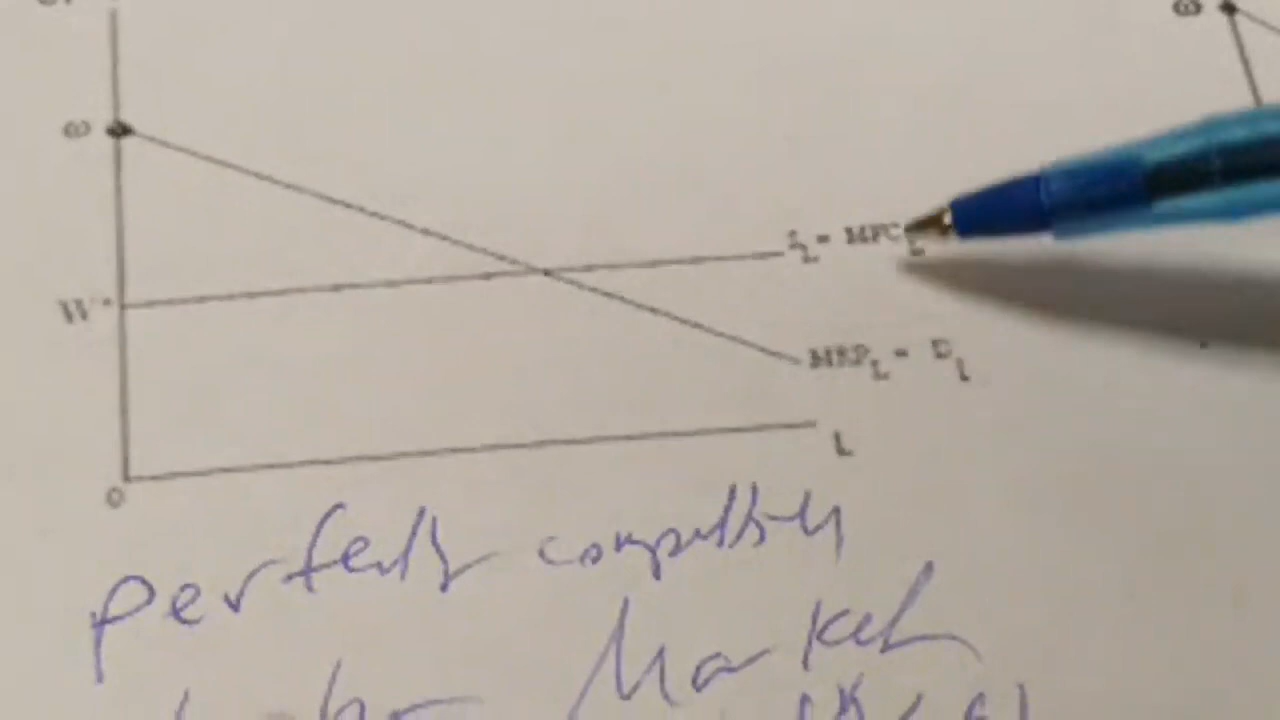 ω
ω
S_L = MFC_L
W*
MRP_L = D_L
L
0
perfectly competitive
Market